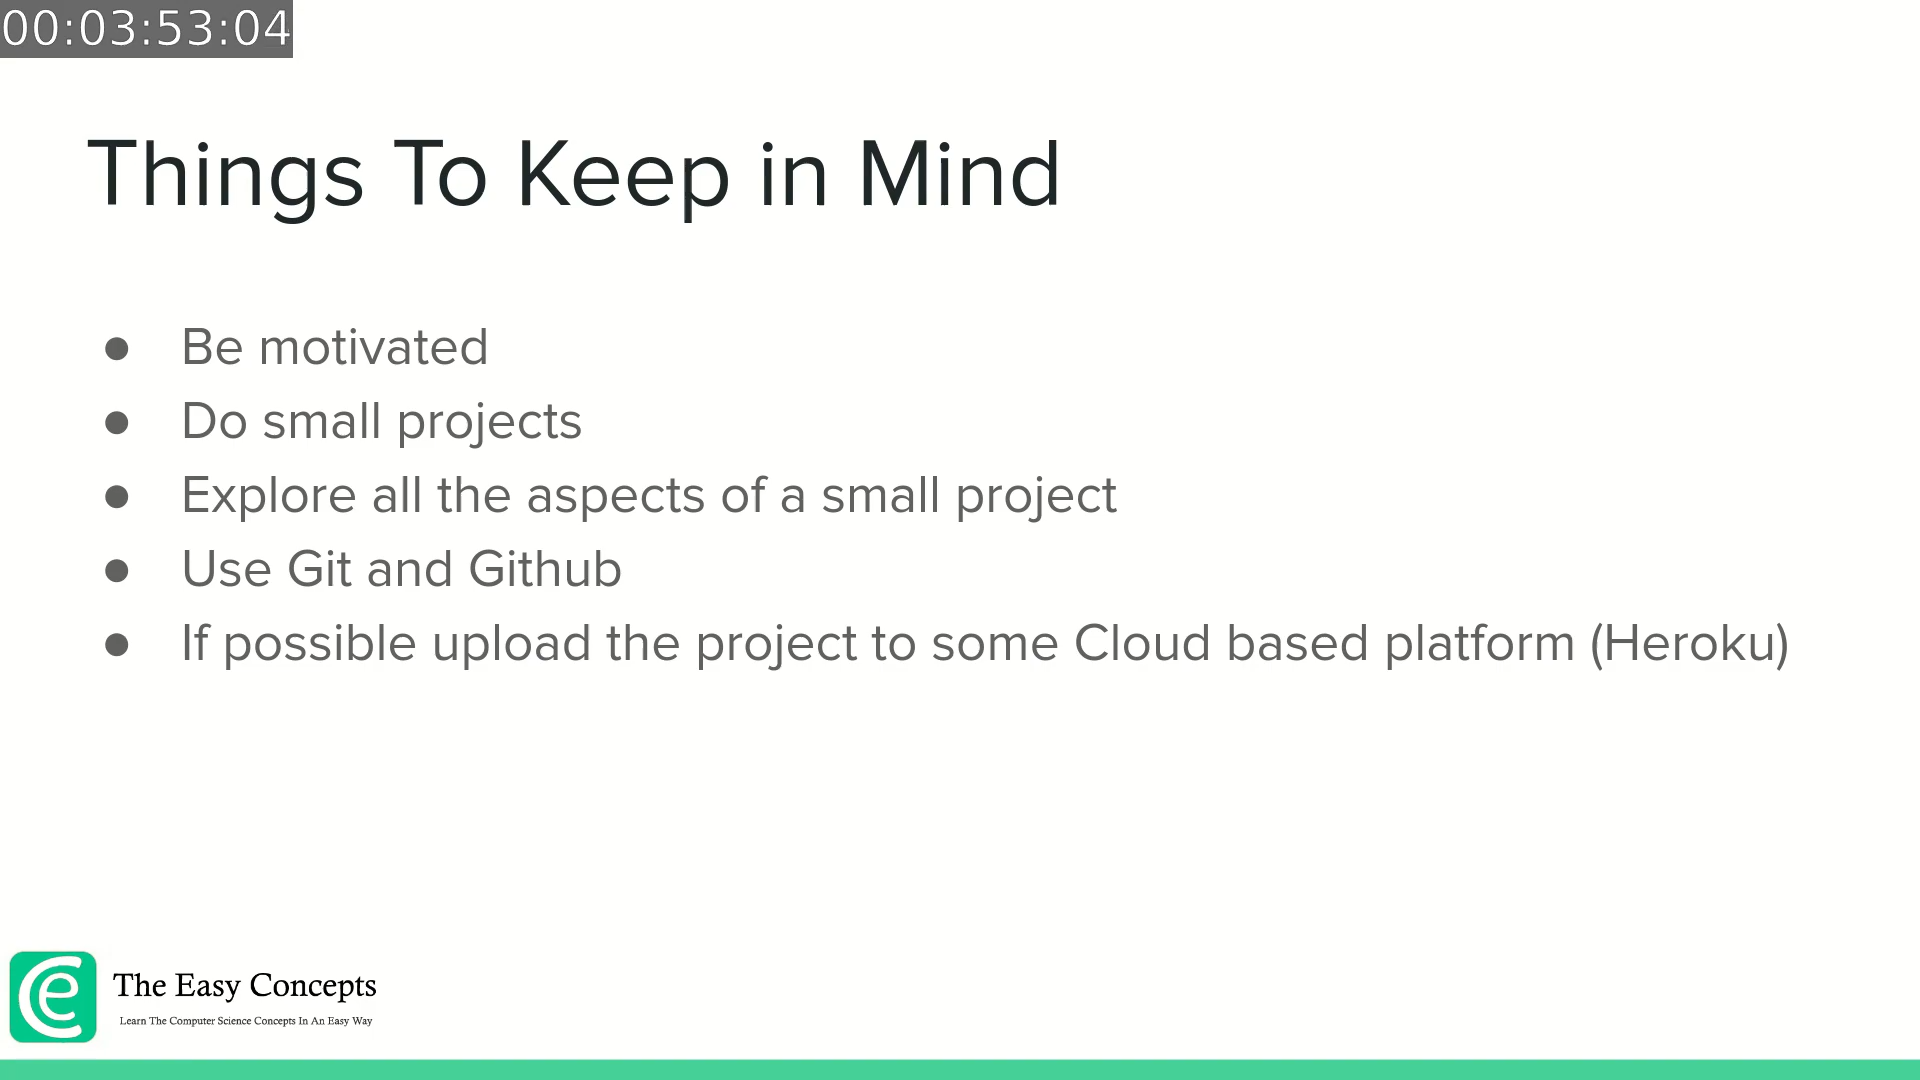 00:03:53:04
Things To Keep in Mind
● Be motivated
● Do small projects
● Explore all the aspects of a small project
● Use Git and Github
● If possible upload the project to some Cloud based platform (Heroku)
The Easy Concepts
Learn The Computer Science Concepts In An Easy Way